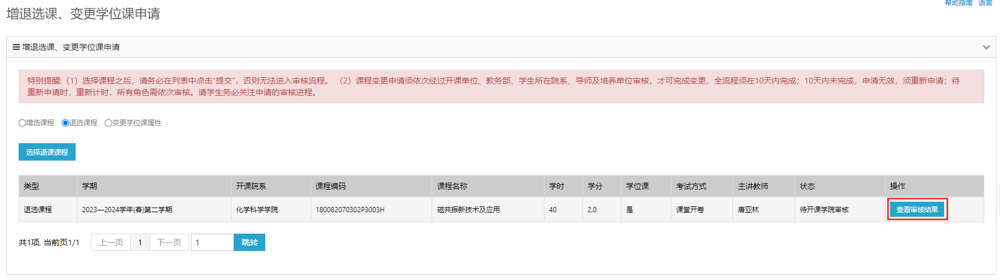 帮助指南 语言
增退选课、变更学位课申请
增退选课、变更学位课申请
特别提醒:（1）选择课程之后，请务必在列表中点击“提交”，否则无法进入审核流程。 （2）课程变更申请须依次经过开课单位、教务部、学生所在院系、导师及培养单位审核，才可完成变更，全流程须在10天内完成；10天内未完成，申请无效，须重新申请；待
重新申请时，重新计时，所有角色需依次审核。请学生务必关注申请的审核进程。
增选课程 退选课程 变更学位课属性
选择退课课程
类型 学期 开课院系 课程编码 课程名称 学时 学分 学位课 考试方式 主讲教师 状态 操作
退选课程 2023—2024学年(春)第二学期 化学科学学院 180082070302P3003H 磁共振新技术及应用 40 2.0 是 课堂开卷 唐亚林 待开课学院审核 查看审核结果
共1项, 当前页1/1 上一页 1 下一页 1 跳转